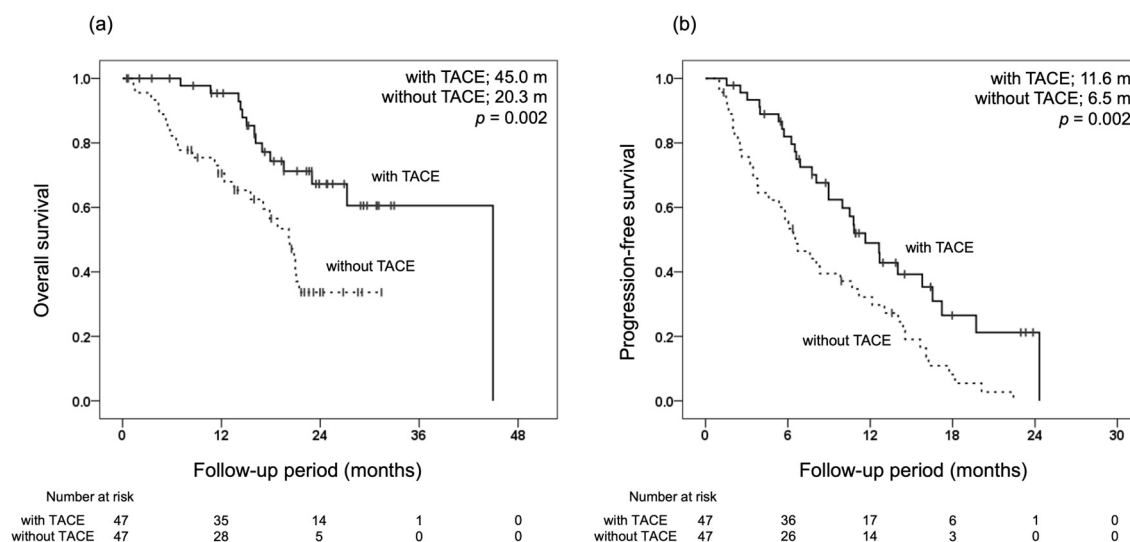 (a)
with TACE; 45.0 m
without TACE; 20.3 m
p = 0.002
1.0
0.8
0.6
0.4
0.2
0.0
Overall survival
with TACE
without TACE
0 12 24 36 48
Follow-up period (months)
Number at risk
with TACE 47 35 14 1 0
without TACE 47 28 5 0 0
(b)
with TACE; 11.6 m
without TACE; 6.5 m
p = 0.002
1.0
0.8
0.6
0.4
0.2
0.0
Progression-free survival
with TACE
without TACE
0 6 12 18 24 30
Follow-up period (months)
Number at risk
with TACE 47 36 17 6 1 0
without TACE 47 26 14 3 0 0